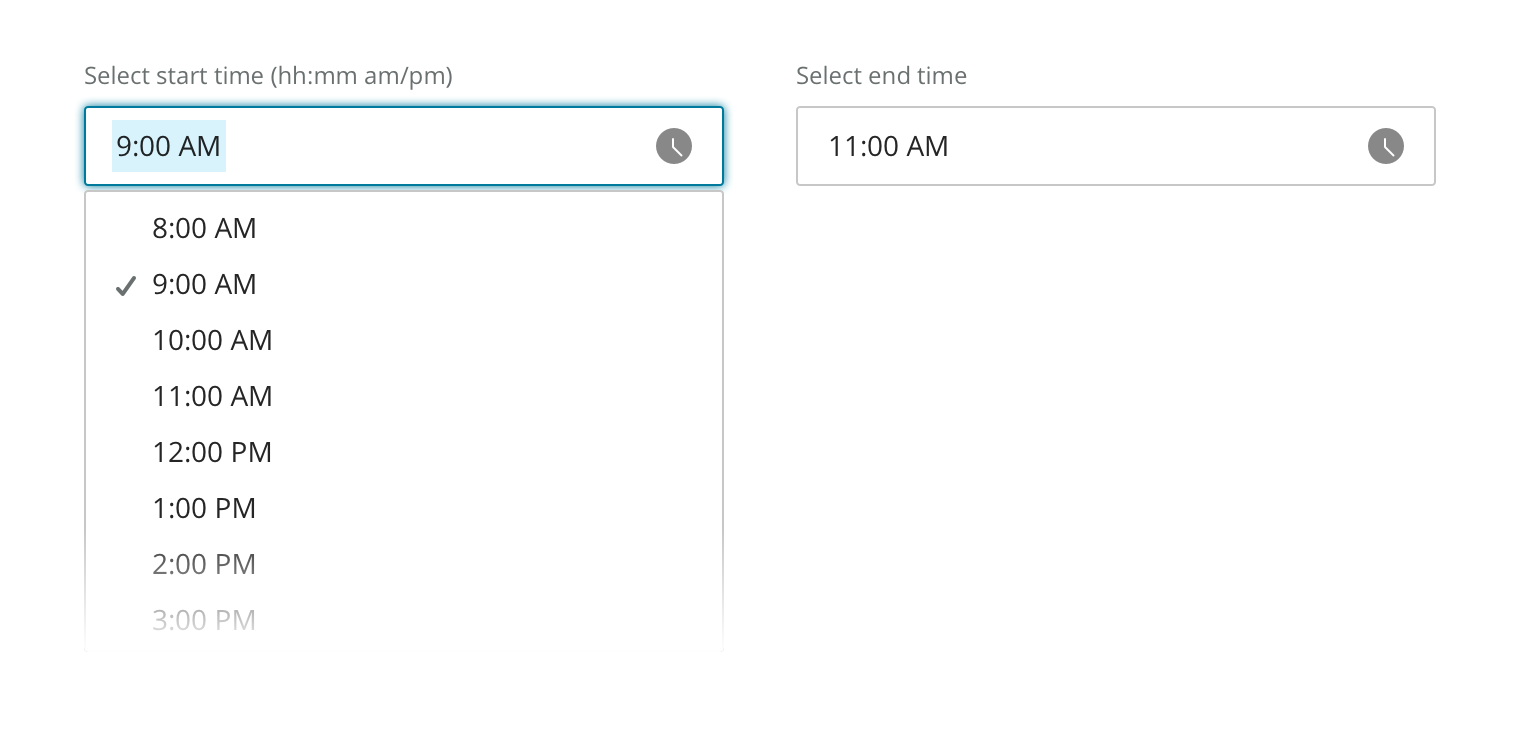 Select start time (hh:mm am/pm)
9:00 AM
8:00 AM
9:00 AM
10:00 AM
11:00 AM
12:00 PM
1:00 PM
2:00 PM
3:00 PM
Select end time
11:00 AM